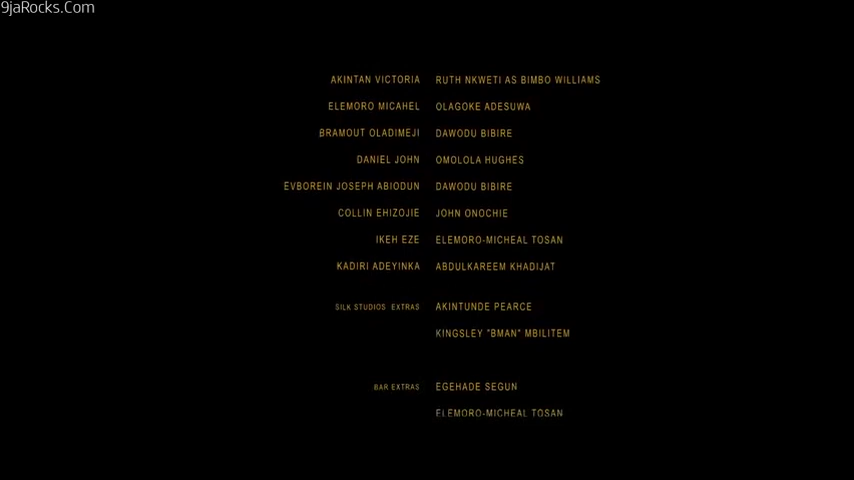 9jaRocks.Com
AKINTAN VICTORIA RUTH NKWETI AS BIMBO WILLIAMS
ELEMORO MICAHEL OLAGOKE ADESUWA
BRAMOUT OLADIMEJI DAWODU BIBIRE
DANIEL JOHN OMOLOLA HUGHES
EVBOREIN JOSEPH ABIODUN DAWODU BIBIRE
COLLIN EHIZOJIE JOHN ONOCHIE
IKEH EZE ELEMORO-MICHEAL TOSAN
KADIRI ADEYINKA ABDULKAREEM KHADIJAT
SILK STUDIOS EXTRAS AKINTUNDE PEARCE
KINGSLEY "BMAN" MBILITEM
BAR EXTRAS EGEHADE SEGUN
ELEMORO-MICHEAL TOSAN